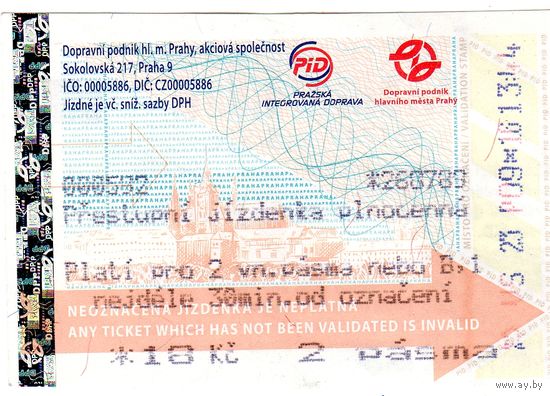 Dopravní podnik hl. m. Prahy, akciová společnost
Sokolovská 217, Praha 9
IČO: 00005886, DIČ: CZ00005886
Jízdné je vč. sníž. sazby DPH
PID
PRAŽSKÁ
INTEGROVANÁ DOPRAVA
Dopravní podnik
hlavního města Prahy
000542
*268783
Přestupní jízdenka plnocenná
Platí pro 2 vn.pásma nebo B,1
nejdéle 30min.od označení
NEOZNAČENÁ JÍZDENKA JE NEPLATNÁ
ANY TICKET WHICH HAS NOT BEEN VALIDATED IS INVALID
*18 Kč 2 pásma
www.ay.by